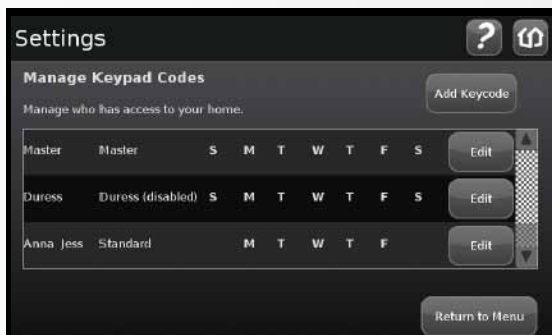 Settings ?
Manage Keypad Codes
Add Keycode
Manage who has access to your home.
Master Master S M T W T F S Edit
Duress Duress (disabled) S M T W T F S Edit
Anna Jess Standard M T W T F Edit
Return to Menu